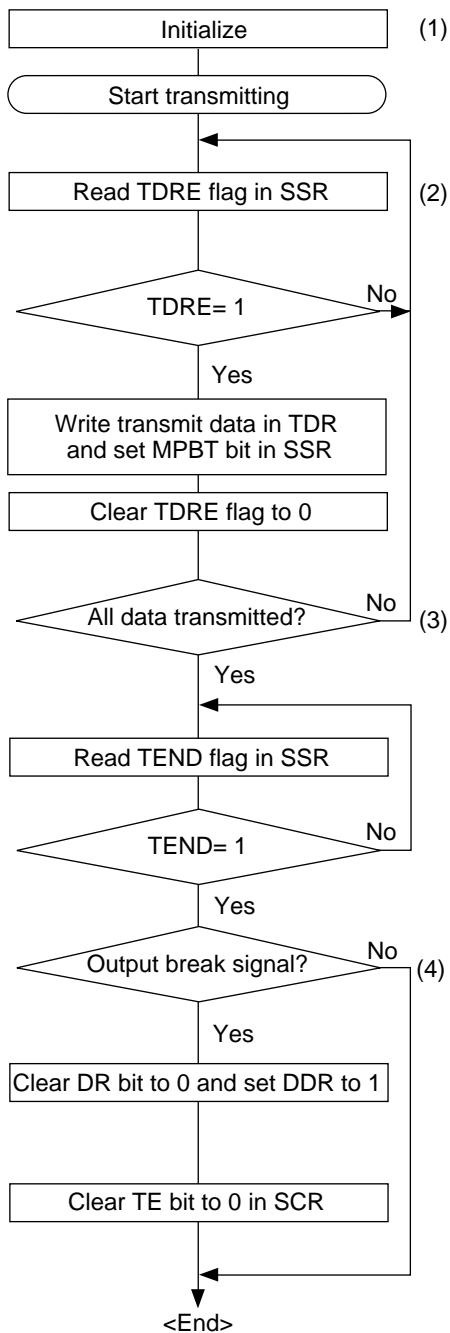 Initialize
(1)
Start transmitting
Read TDRE flag in SSR
(2)
TDRE= 1
No
Yes
Write transmit data in TDR
and set MPBT bit in SSR
Clear TDRE flag to 0
All data transmitted?
No
(3)
Yes
Read TEND flag in SSR
TEND= 1
No
Yes
Output break signal?
No
(4)
Yes
Clear DR bit to 0 and set DDR to 1
Clear TE bit to 0 in SCR
<End>